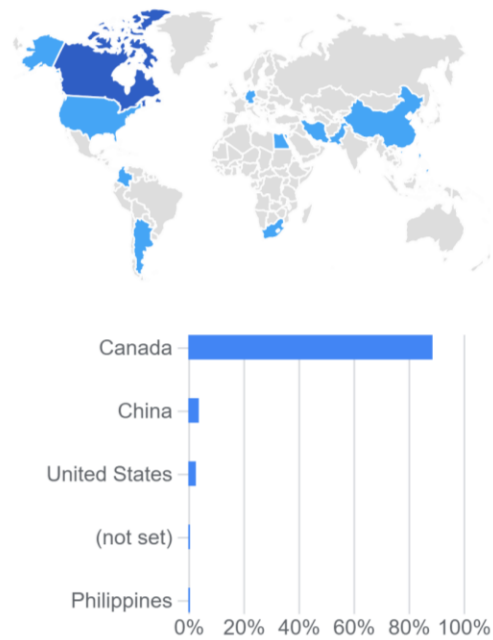 Canada
China
United States
(not set)
Philippines
0% 20% 40% 60% 80% 100%